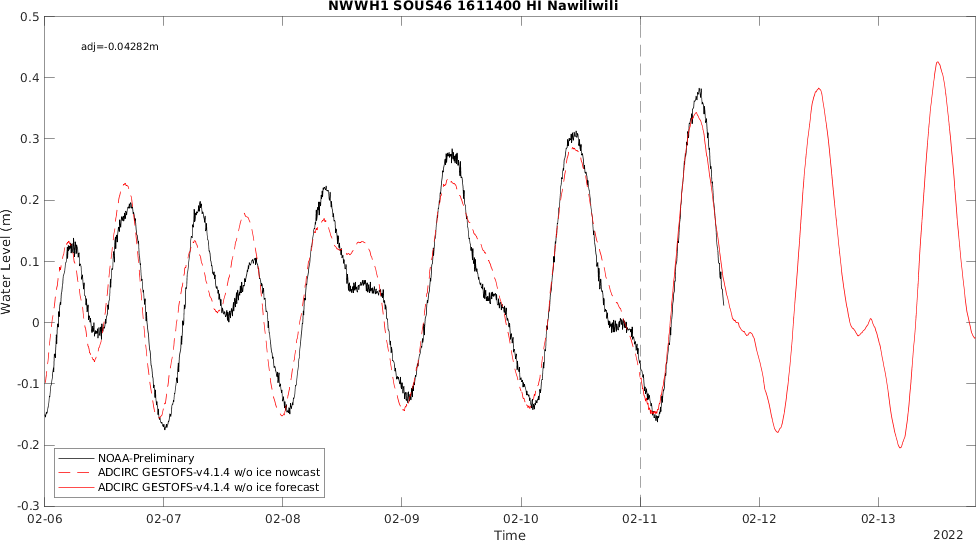 NWWH1 SOUS46 1611400 HI Nawiliwili
adj=-0.04282m
0.5
0.4
0.3
0.2
0.1
0
-0.1
-0.2
-0.3
Water Level (m)
NOAA-Preliminary
ADCIRC GESTOFS-v4.1.4 w/o ice nowcast
ADCIRC GESTOFS-v4.1.4 w/o ice forecast
02-06 02-07 02-08 02-09 02-10 02-11 02-12 02-13
Time
2022